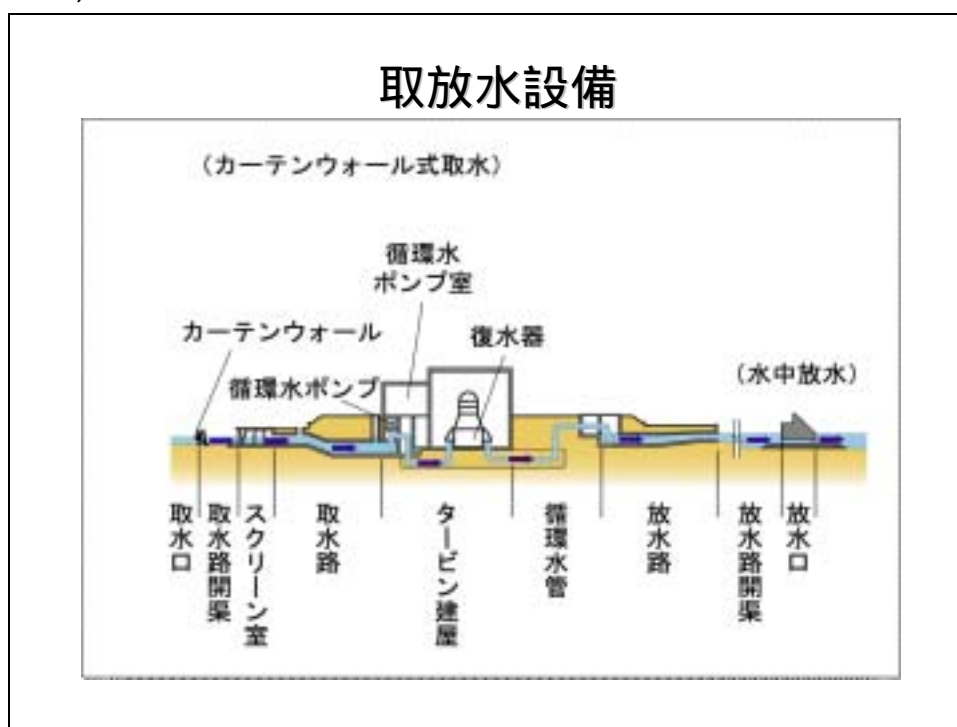 取放水設備
（カーテンウォール式取水）
循環水
ポンプ室
カーテンウォール
復水器
循環水ポンプ
（水中放水）
取水口
取水路開渠
スクリーン室
取水路
タービン建屋
循環水管
放水路
放水路開渠
放水口